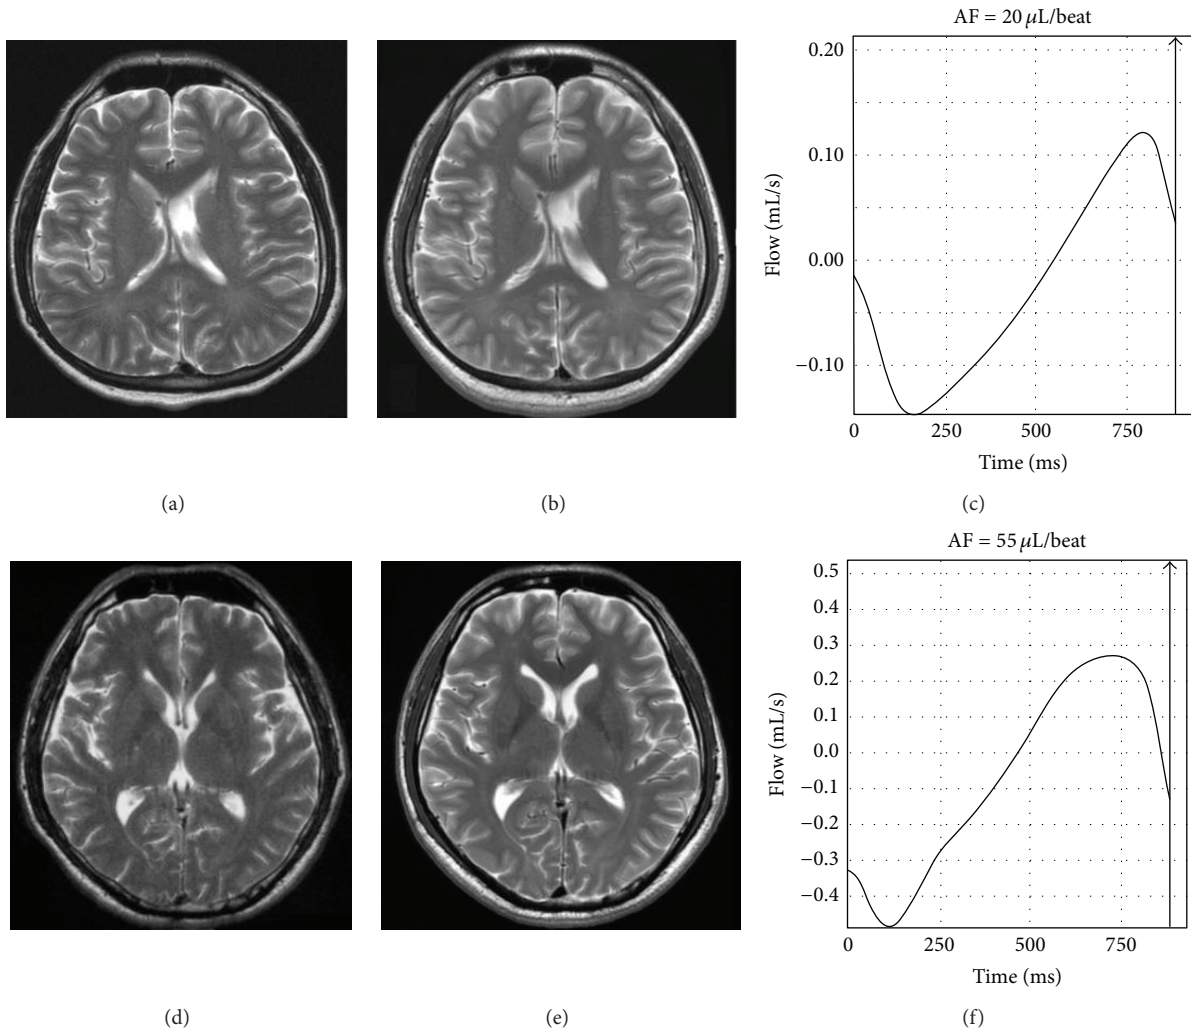 AF = 20 μL/beat
0.20
0.10
0.00
−0.10
Flow (mL/s)
0
250
500
750
Time (ms)
(a)
(b)
(c)
AF = 55 μL/beat
0.5
0.4
0.3
0.2
0.1
0.0
−0.1
−0.2
−0.3
−0.4
Flow (mL/s)
0
250
500
750
Time (ms)
(d)
(e)
(f)